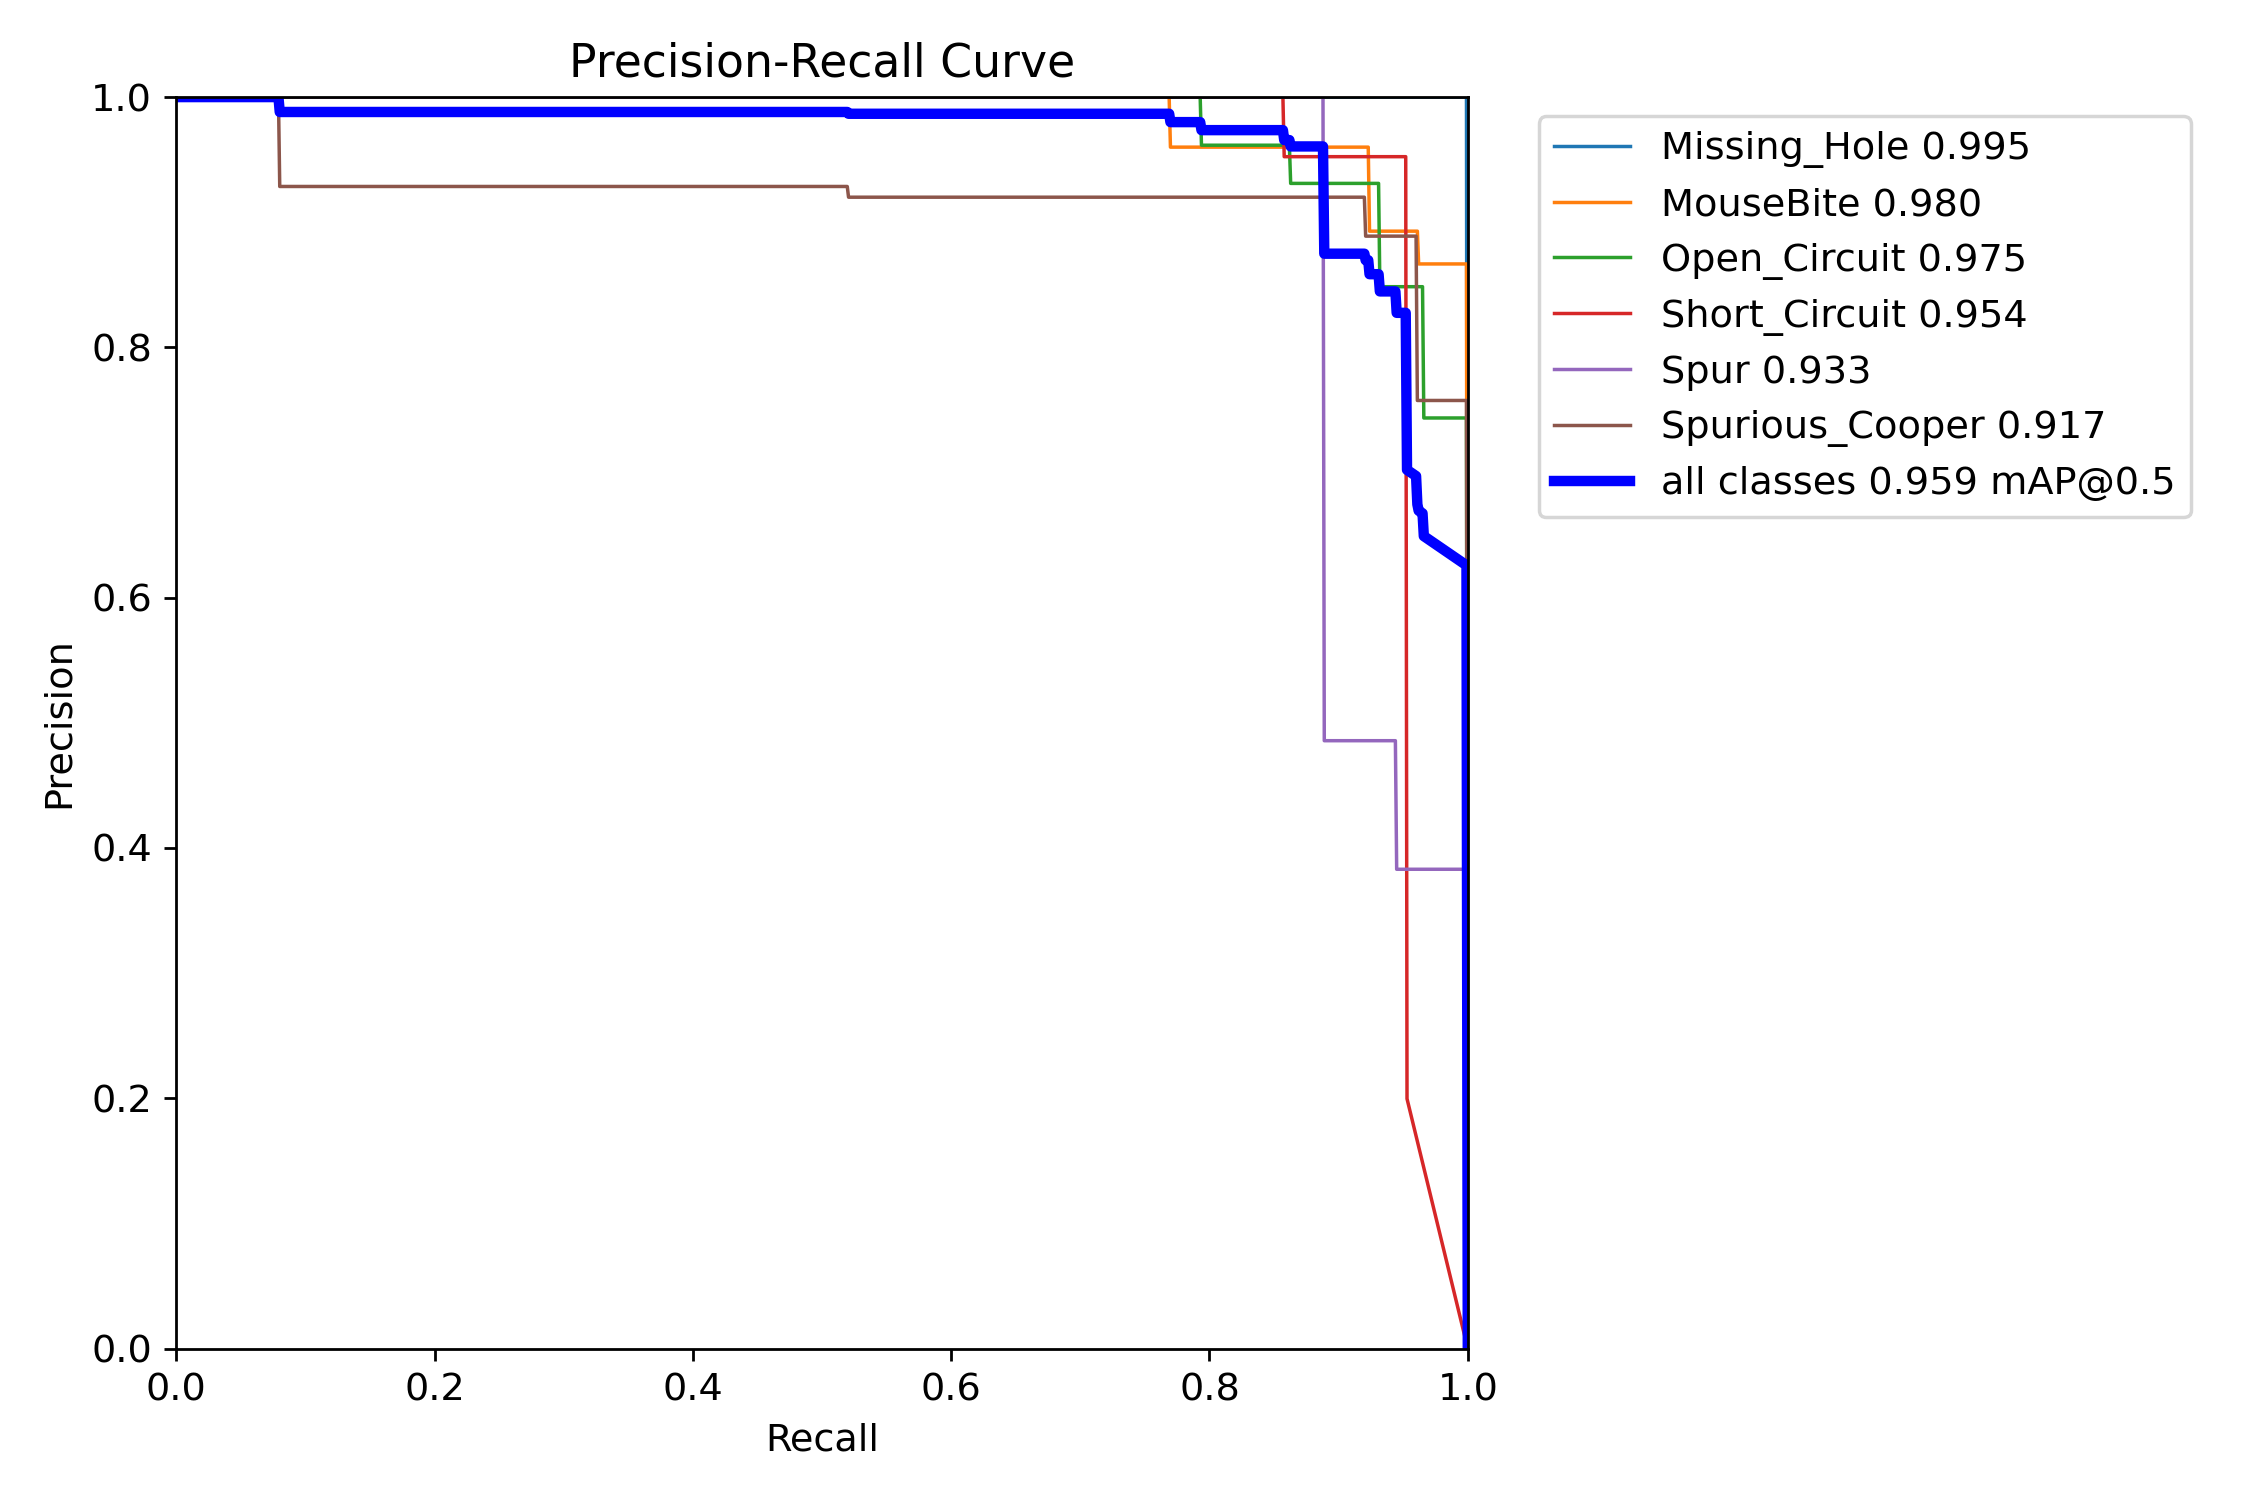 Precision-Recall Curve
1.0
0.8
0.6
0.4
0.2
0.0
Precision
0.0 0.2 0.4 0.6 0.8 1.0
Recall
Missing_Hole 0.995
MouseBite 0.980
Open_Circuit 0.975
Short_Circuit 0.954
Spur 0.933
Spurious_Cooper 0.917
all classes 0.959 mAP@0.5